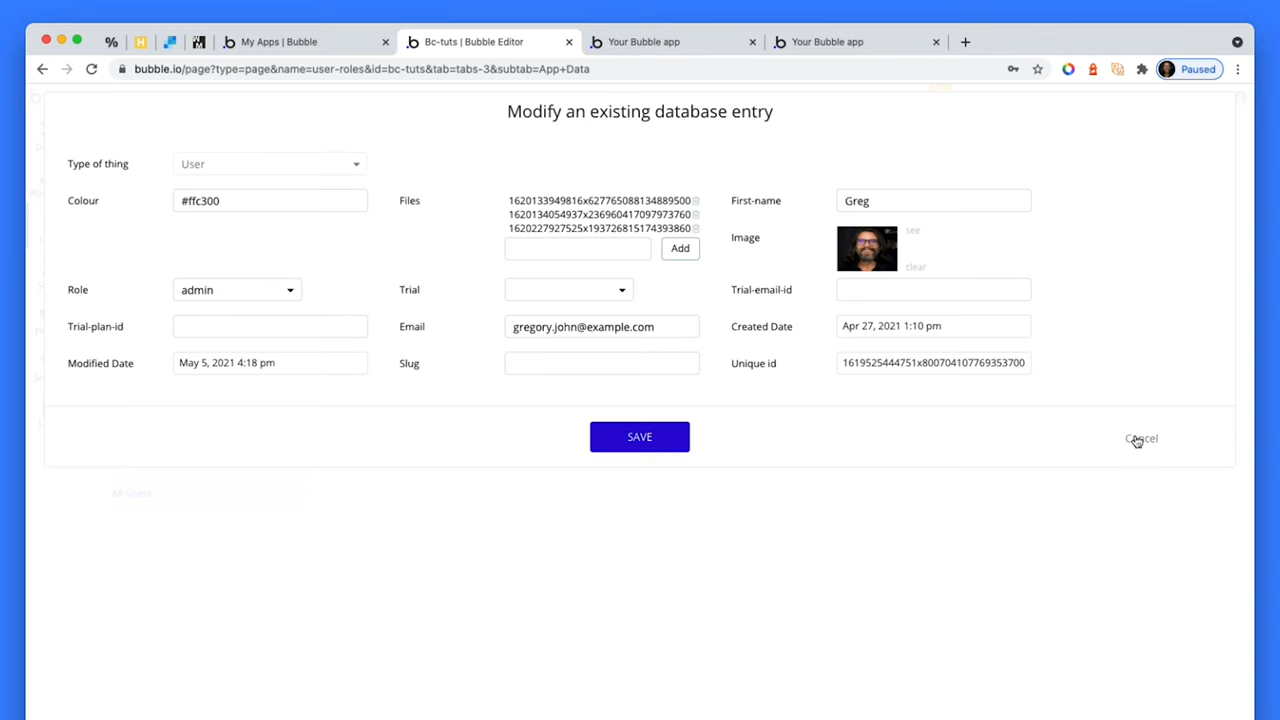 My Apps | Bubble
Bc-tuts | Bubble Editor
Your Bubble app
Your Bubble app
bubble.io/page?type=page&name=user-roles&id=bc-tuts&tab=tabs-3&subtab=App+Data
Paused
Modify an existing database entry
Type of thing User
Colour #ffc300 Files 1620133949816x627765088134889500 First-name Greg
1620134054937x236960417097973760
1620227927525x193726815174393860
Image see
Add
clear
Role admin Trial Trial-email-id
Trial-plan-id Email gregory.john@example.com Created Date Apr 27, 2021 1:10 pm
Modified Date May 5, 2021 4:18 pm Slug Unique id 1619525444751x800704107769353700
SAVE Cancel
All Users